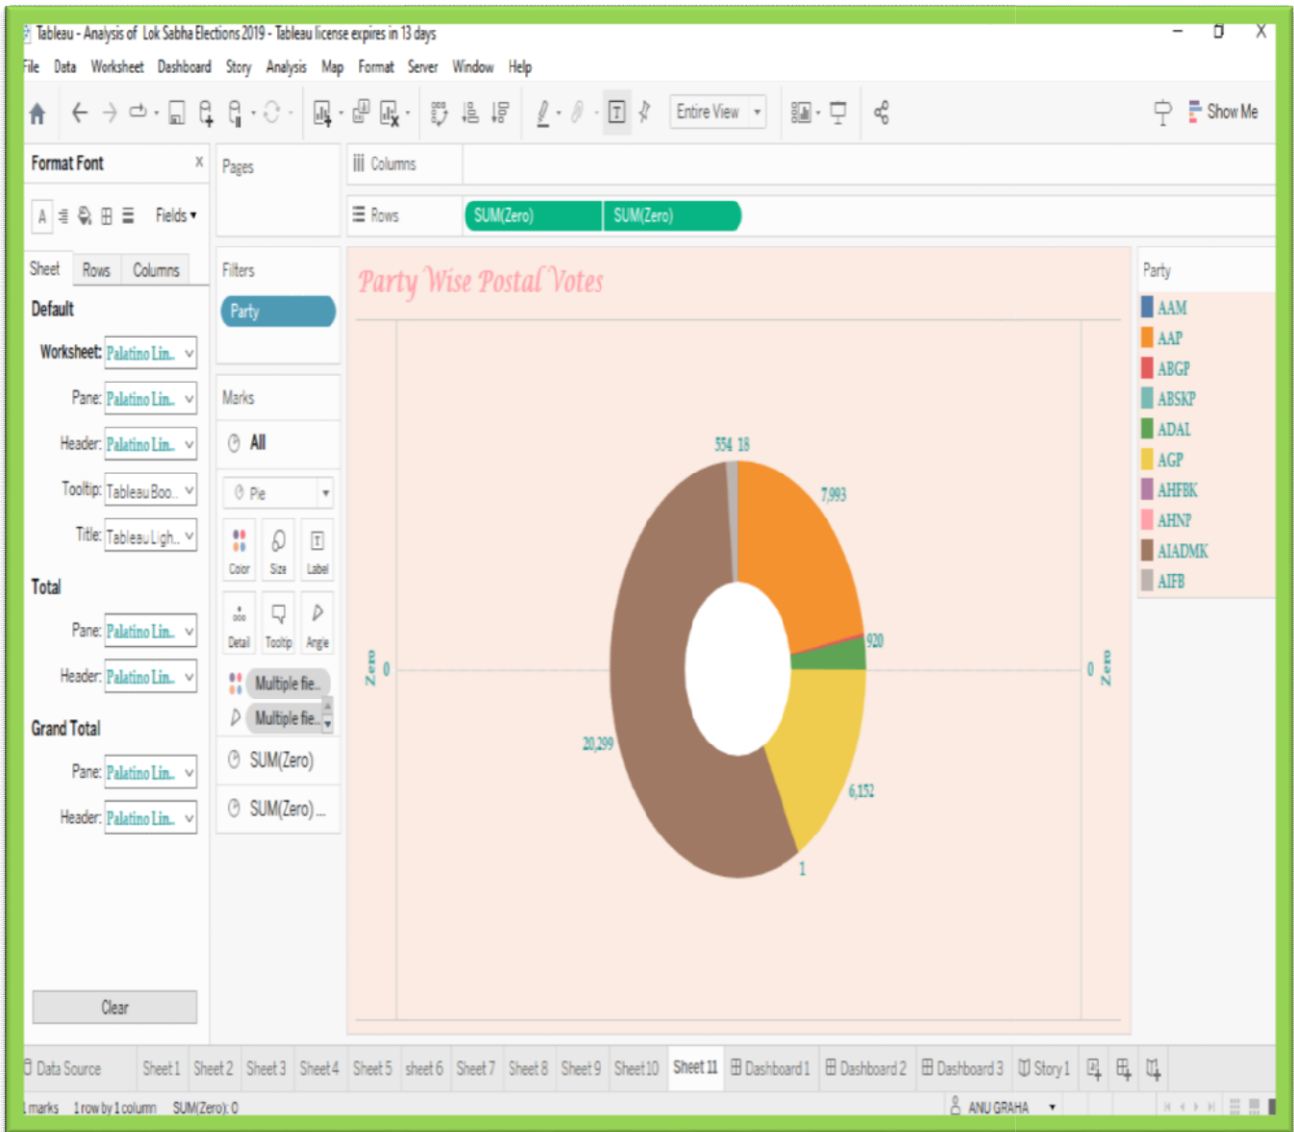 Tableau - Analysis of Lok Sabha Elections 2019 - Tableau license expires in 13 days
File Data Worksheet Dashboard Story Analysis Map Format Server Window Help
Entire View
Show Me
Format Font x
Fields
Sheet Rows Columns
Default
Worksheet: Palatino Lin..
Pane: Palatino Lin..
Header: Palatino Lin..
Tooltip: Tableau Boo..
Title: Tableau Ligh..
Total
Pane: Palatino Lin..
Header: Palatino Lin..
Grand Total
Pane: Palatino Lin..
Header: Palatino Lin..
Clear
Pages
Filters
Party
Marks
All
Pie
Color Size Label
Detail Tooltip Angle
Multiple fie..
Multiple fie..
SUM(Zero)
SUM(Zero) ...
Columns
Rows SUM(Zero) SUM(Zero)
Party Wise Postal Votes
554 18
7,993
920
Zero 0
0 Zero
20,299
6,152
1
Party
AAM
AAP
ABGP
ABSKP
ADAL
AGP
AHFBK
AHNP
AIADMK
AIFB
Data Source Sheet 1 Sheet 2 Sheet 3 Sheet 4 Sheet 5 sheet 6 Sheet 7 Sheet 8 Sheet 9 Sheet10 Sheet 11 Dashboard 1 Dashboard 2 Dashboard 3 Story 1
marks 1 row by 1 column SUM(Zero): 0 ANU GRAHA